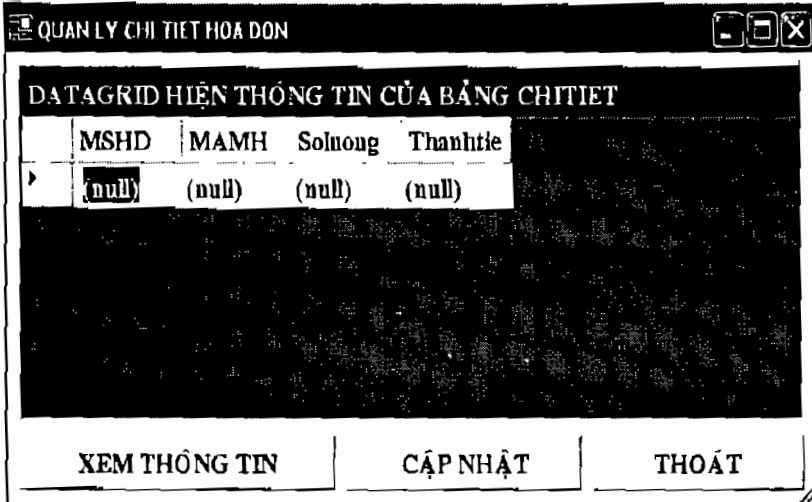 QUAN LY CHI TIET HOA DON
DATAGRID HIỆN THÔNG TIN CỦA BẢNG CHITIET
MSHD MAMH Soluong Thanhtie
(null) (null) (null) (null)
XEM THÔNG TIN CẬP NHẬT THOÁT